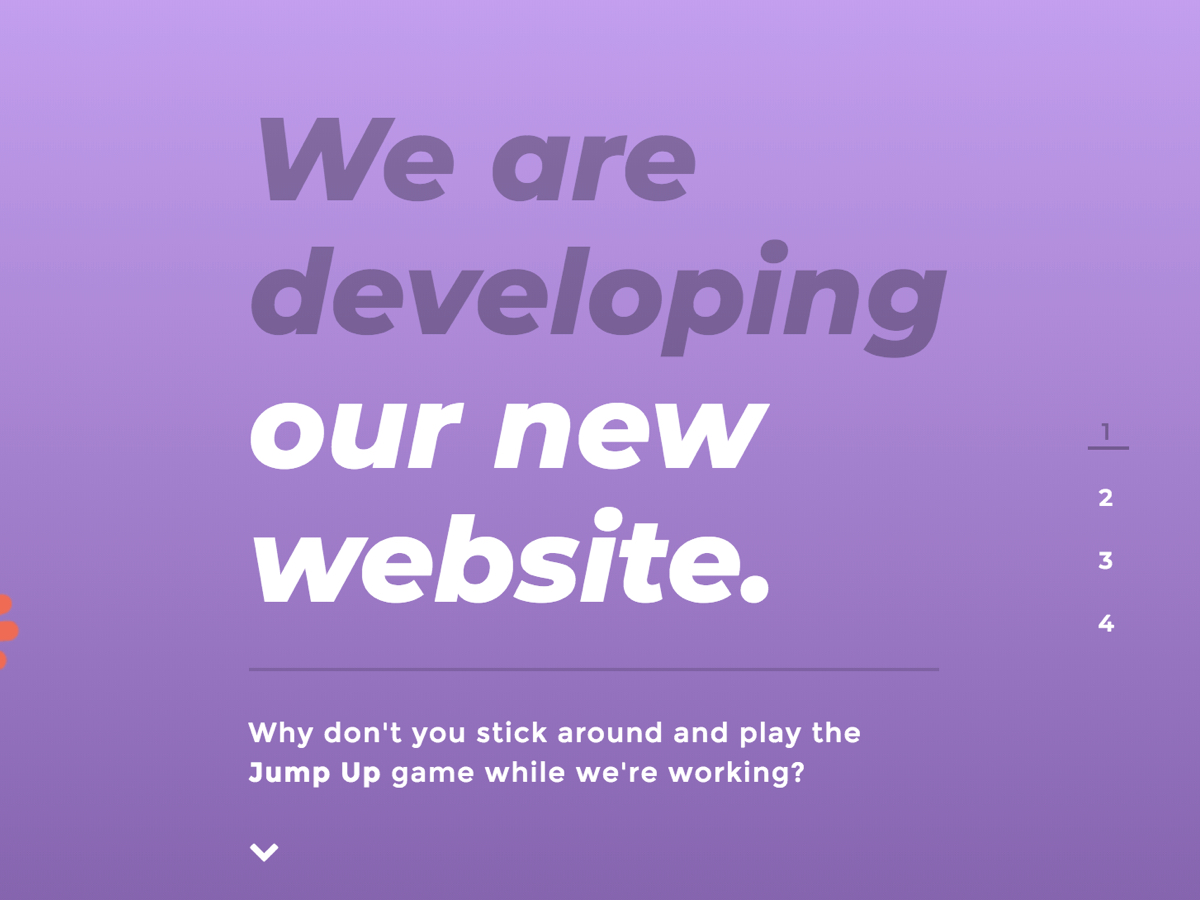 We are
developing
our new
website.
1
2
3
4
Why don't you stick around and play the
Jump Up game while we're working?